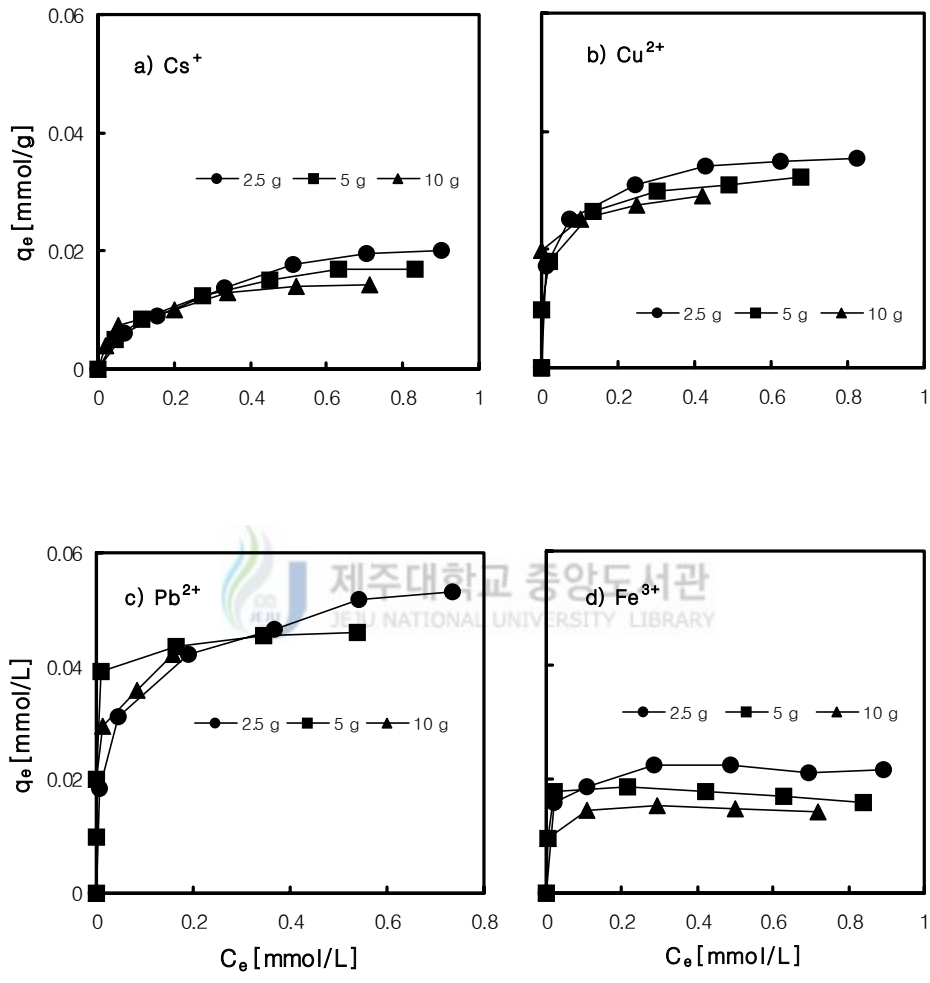 0.06
a) Cs+
b) Cu2+
qe [mmol/g]
0.04
2.5 g 5 g 10 g
0.02
2.5 g 5 g 10 g
0
0 0.2 0.4 0.6 0.8 1
0 0.2 0.4 0.6 0.8 1
0.06
제주대학교 중앙도서관
JEJU NATIONAL UNIVERSITY LIBRARY
JEJU
c) Pb2+
d) Fe3+
qe [mmol/L]
0.04
2.5 g 5 g 10 g
2.5 g 5 g 10 g
0.02
0
0 0.2 0.4 0.6 0.8
0 0.2 0.4 0.6 0.8 1
Ce [mmol/L]
Ce [mmol/L]